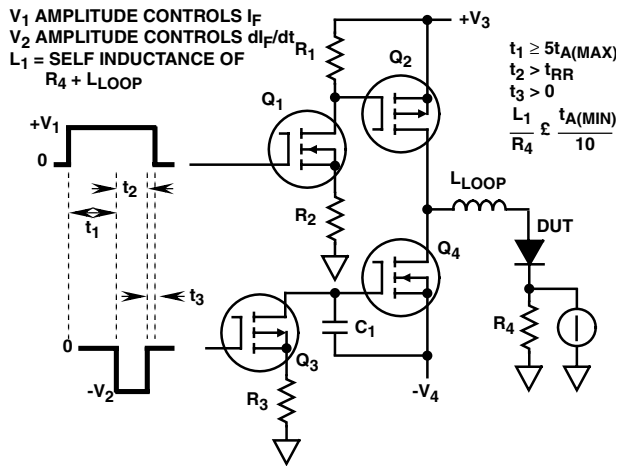 V1 AMPLITUDE CONTROLS IF
V2 AMPLITUDE CONTROLS dIF/dt
L1 = SELF INDUCTANCE OF
R4 + LLOOP
+V3
R1
Q2
t1 ≥ 5tA(MAX)
t2 > tRR
t3 > 0
L1
R4
£
tA(MIN)
10
Q1
+V1
0
t2
t1
R2
LLOOP
DUT
Q4
t3
0
C1
R4
Q3
-V2
R3
-V4